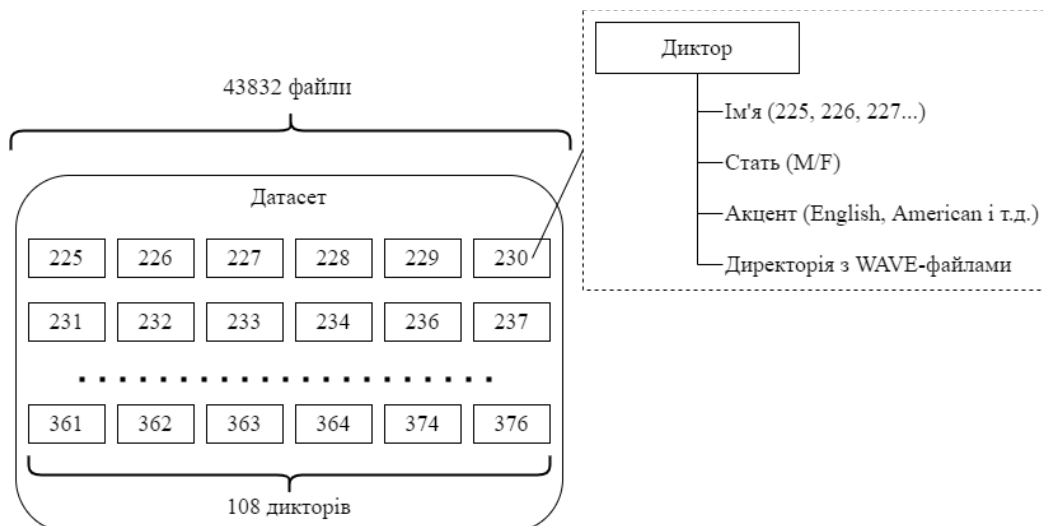 43832 файли
Датасет
225 226 227 228 229 230
231 232 233 234 236 237
361 362 363 364 374 376
108 дикторів
Диктор
Ім'я (225, 226, 227...)
Стать (M/F)
Акцент (English, American і т.д.)
Директорія з WAVE-файлами